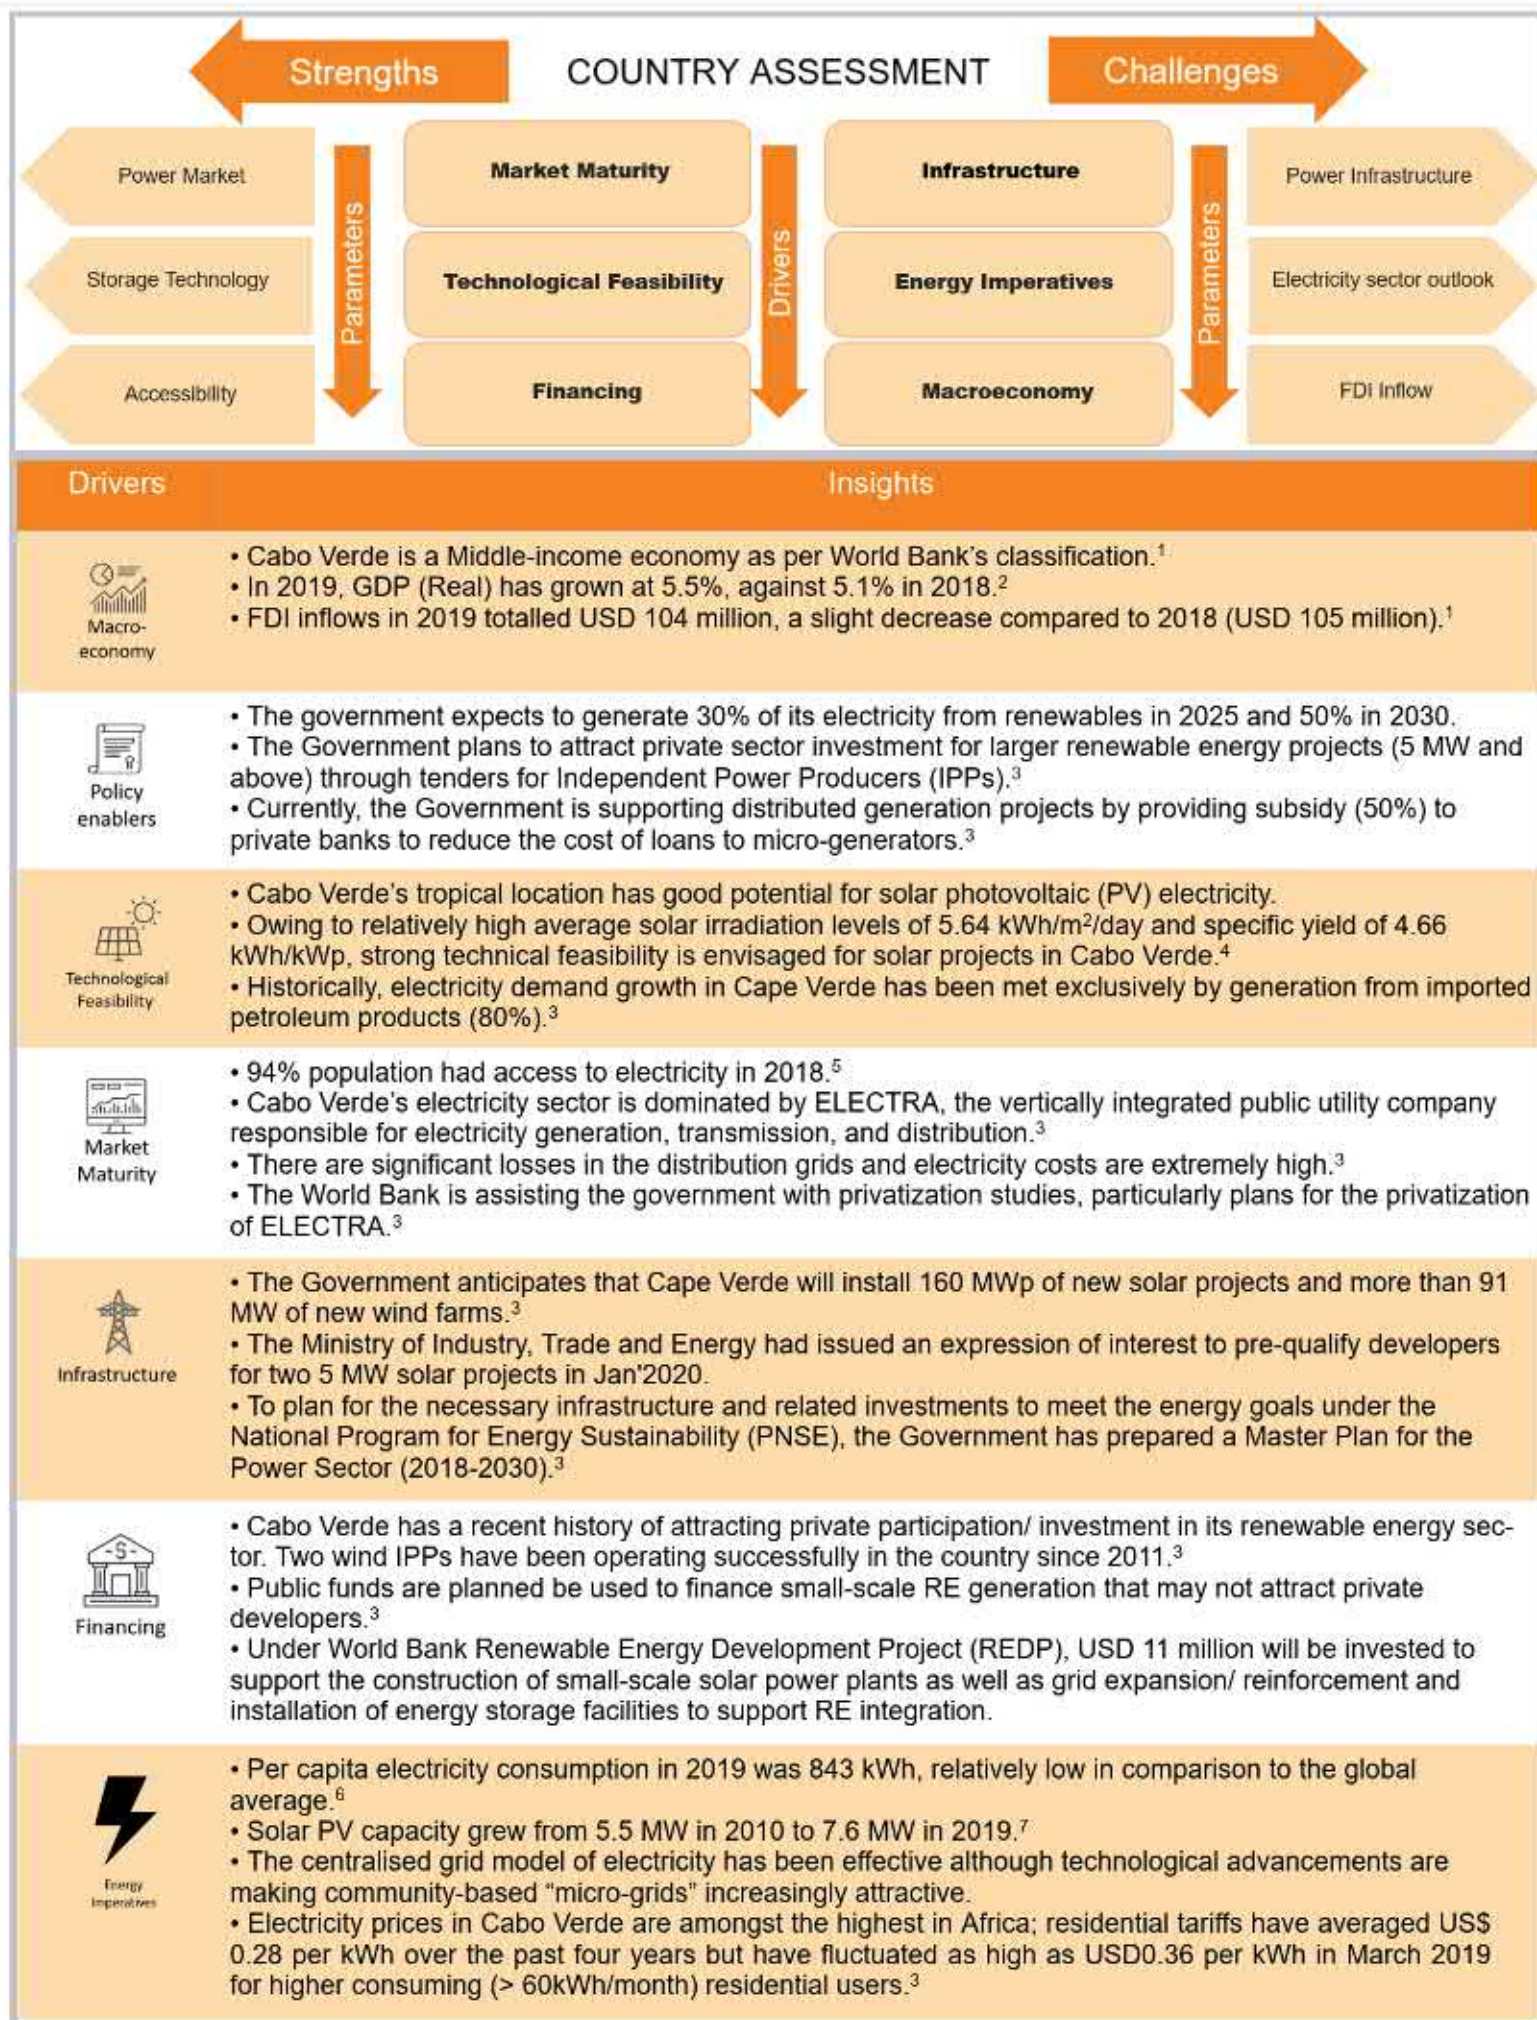 Strengths
COUNTRY ASSESSMENT
Challenges
Power Market
Parameters
Market Maturity
Drivers
Infrastructure
Parameters
Power Infrastructure
Storage Technology
Technological Feasibility
Energy Imperatives
Electricity sector outlook
Accessibility
Financing
Macroeconomy
FDI Inflow
Drivers
Insights
Macro-
economy
• Cabo Verde is a Middle-income economy as per World Bank's classification.¹
• In 2019, GDP (Real) has grown at 5.5%, against 5.1% in 2018.²
• FDI inflows in 2019 totalled USD 104 million, a slight decrease compared to 2018 (USD 105 million).¹
Policy
enablers
• The government expects to generate 30% of its electricity from renewables in 2025 and 50% in 2030.
• The Government plans to attract private sector investment for larger renewable energy projects (5 MW and
above) through tenders for Independent Power Producers (IPPs).³
• Currently, the Government is supporting distributed generation projects by providing subsidy (50%) to
private banks to reduce the cost of loans to micro-generators.³
Technological
Feasibility
• Cabo Verde's tropical location has good potential for solar photovoltaic (PV) electricity.
• Owing to relatively high average solar irradiation levels of 5.64 kWh/m²/day and specific yield of 4.66
kWh/kWp, strong technical feasibility is envisaged for solar projects in Cabo Verde.⁴
• Historically, electricity demand growth in Cape Verde has been met exclusively by generation from imported
petroleum products (80%).³
Market
Maturity
• 94% population had access to electricity in 2018.⁵
• Cabo Verde's electricity sector is dominated by ELECTRA, the vertically integrated public utility company
responsible for electricity generation, transmission, and distribution.³
• There are significant losses in the distribution grids and electricity costs are extremely high.³
• The World Bank is assisting the government with privatization studies, particularly plans for the privatization
of ELECTRA.³
Infrastructure
• The Government anticipates that Cape Verde will install 160 MWp of new solar projects and more than 91
MW of new wind farms.³
• The Ministry of Industry, Trade and Energy had issued an expression of interest to pre-qualify developers
for two 5 MW solar projects in Jan'2020.
• To plan for the necessary infrastructure and related investments to meet the energy goals under the
National Program for Energy Sustainability (PNSE), the Government has prepared a Master Plan for the
Power Sector (2018-2030).³
Financing
• Cabo Verde has a recent history of attracting private participation/ investment in its renewable energy sec-
tor. Two wind IPPs have been operating successfully in the country since 2011.³
• Public funds are planned be used to finance small-scale RE generation that may not attract private
developers.³
• Under World Bank Renewable Energy Development Project (REDP), USD 11 million will be invested to
support the construction of small-scale solar power plants as well as grid expansion/ reinforcement and
installation of energy storage facilities to support RE integration.
Energy
Imperatives
• Per capita electricity consumption in 2019 was 843 kWh, relatively low in comparison to the global
average.⁶
• Solar PV capacity grew from 5.5 MW in 2010 to 7.6 MW in 2019.⁷
• The centralised grid model of electricity has been effective although technological advancements are
making community-based “micro-grids” increasingly attractive.
• Electricity prices in Cabo Verde are amongst the highest in Africa; residential tariffs have averaged US$
0.28 per kWh over the past four years but have fluctuated as high as USD0.36 per kWh in March 2019
for higher consuming (> 60kWh/month) residential users.³